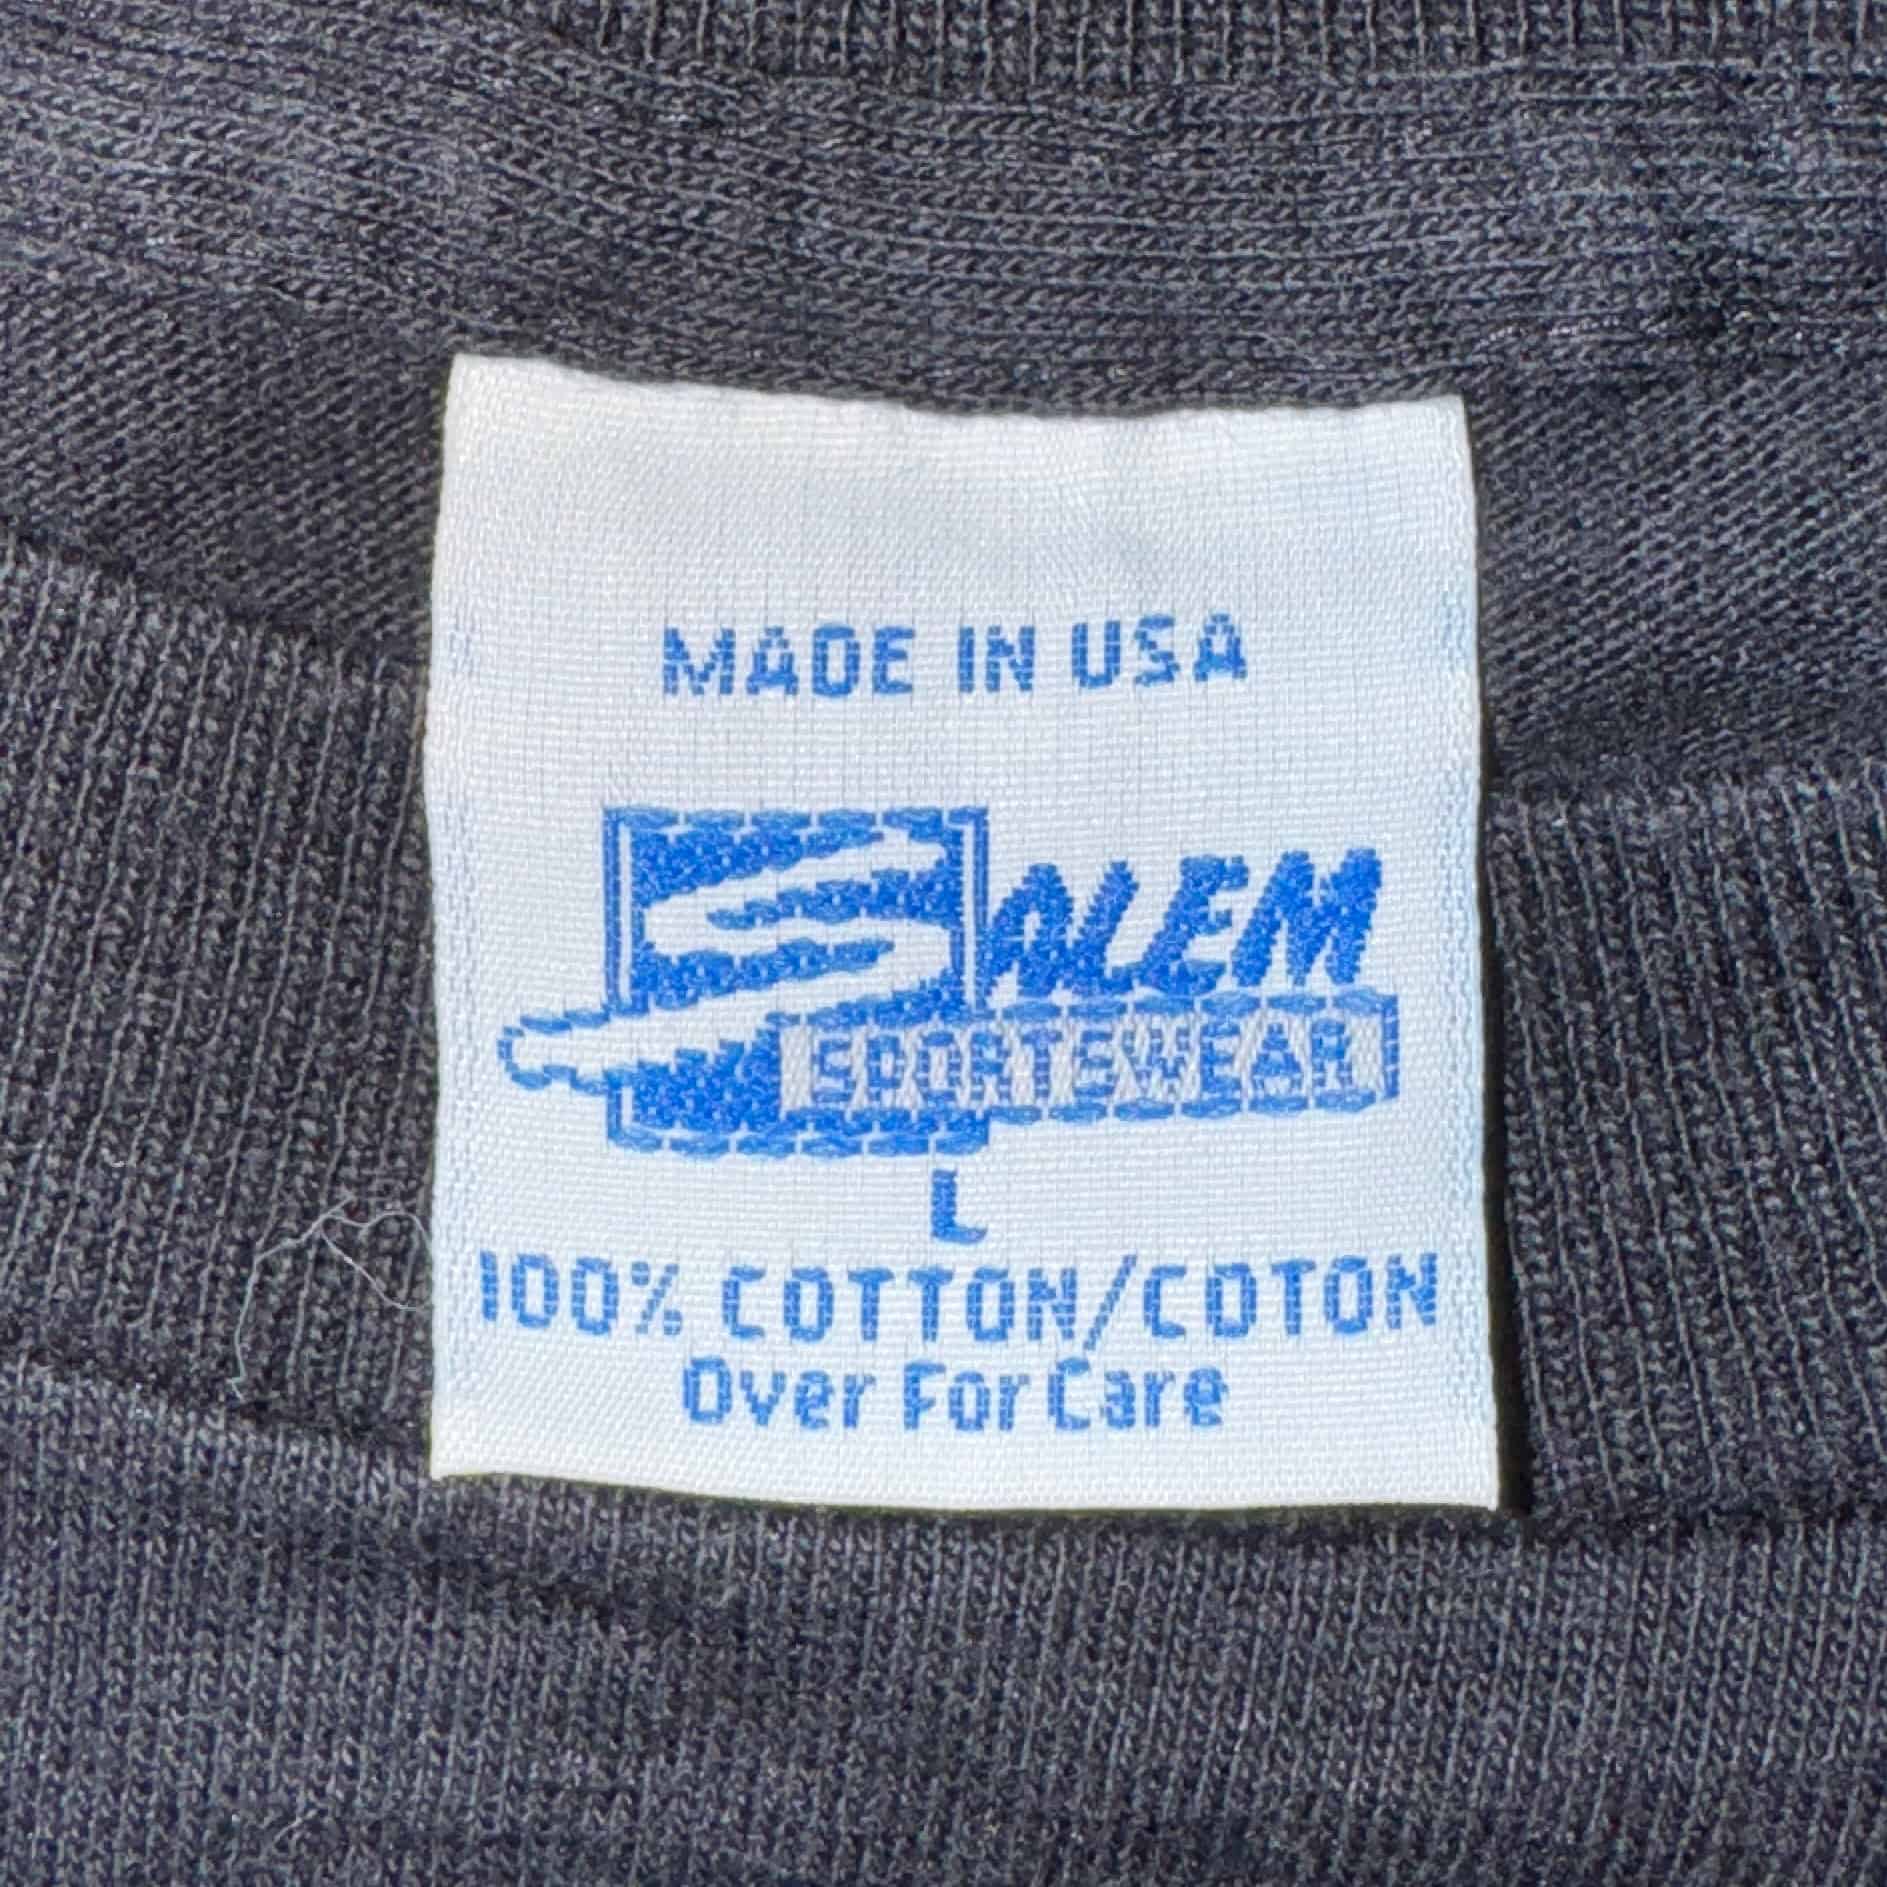 MADE IN USA
SALEM
SPORTSWEAR
L
100% COTTON/COTON
Over For Care